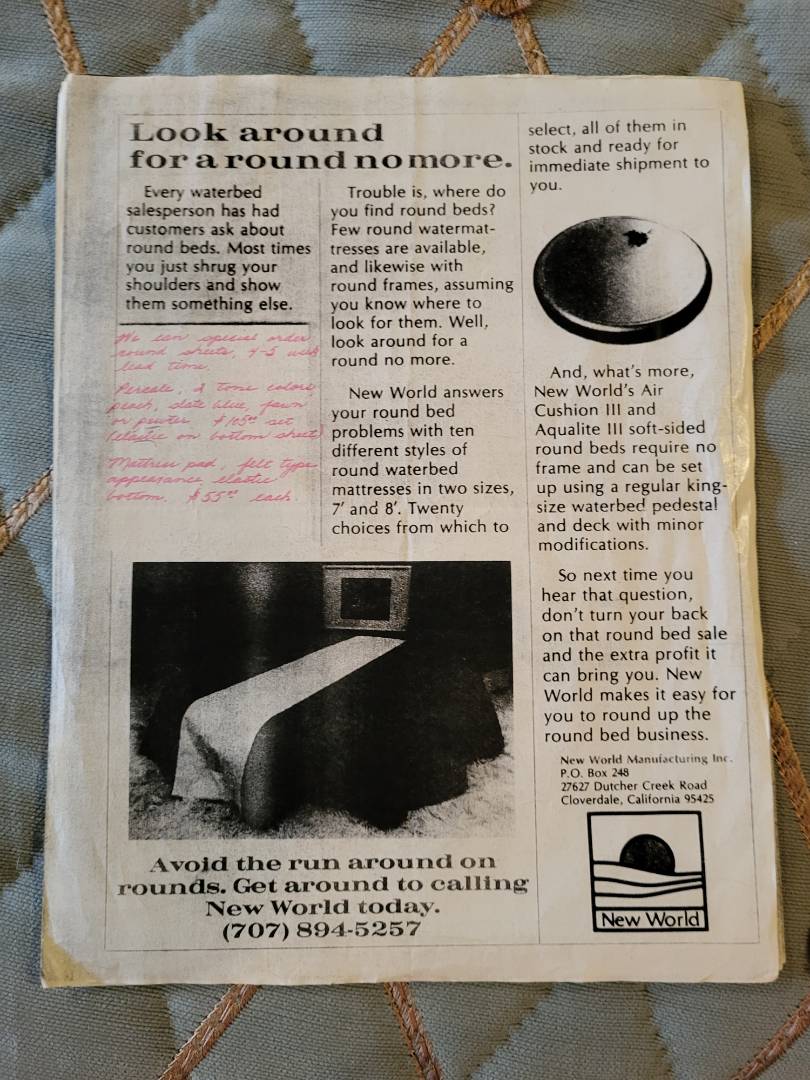 Look around
for a round no more.
Every waterbed
salesperson has had
customers ask about
round beds. Most times
you just shrug your
shoulders and show
them something else.
We can special order
round sheets, 4-5 week
lead time.
Percale, 2 tone colors,
peach, slate blue, fawn
or pewter $105.00 set
(elastic on bottom sheet)
Mattress pad, felt type
appearance elastic
bottom. $55.00 each.
Trouble is, where do
you find round beds?
Few round watermat-
tresses are available,
and likewise with
round frames, assuming
you know where to
look for them. Well,
look around for a
round no more.
New World answers
your round bed
problems with ten
different styles of
round waterbed
mattresses in two sizes,
7' and 8'. Twenty
choices from which to
select, all of them in
stock and ready for
immediate shipment to
you.
And, what's more,
New World's Air
Cushion III and
Aqualite III soft-sided
round beds require no
frame and can be set
up using a regular king-
size waterbed pedestal
and deck with minor
modifications.
So next time you
hear that question,
don't turn your back
on that round bed sale
and the extra profit it
can bring you. New
World makes it easy for
you to round up the
round bed business.
New World Manufacturing Inc.
P.O. Box 248
27627 Dutcher Creek Road
Cloverdale, California 95425
New World
Avoid the run around on
rounds. Get around to calling
New World today.
(707) 894-5257